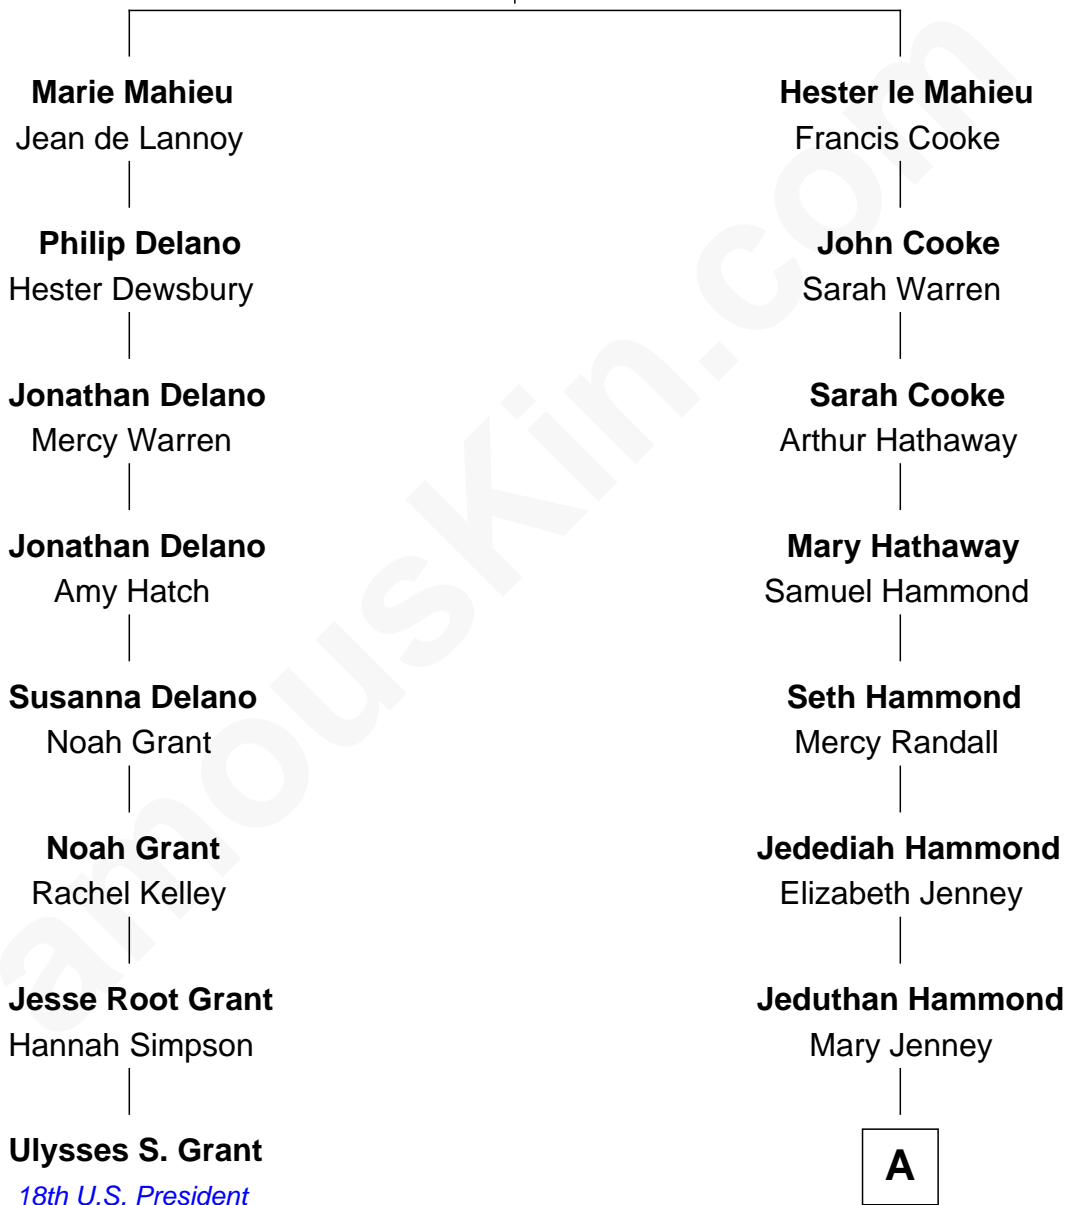 Marie Mahieu
Jean de Lannoy
Philip Delano
Hester Dewsbury
Jonathan Delano
Mercy Warren
Jonathan Delano
Amy Hatch
Susanna Delano
Noah Grant
Noah Grant
Rachel Kelley
Jesse Root Grant
Hannah Simpson
Ulysses S. Grant
18th U.S. President
Hester le Mahieu
Francis Cooke
John Cooke
Sarah Warren
Sarah Cooke
Arthur Hathaway
Mary Hathaway
Samuel Hammond
Seth Hammond
Mercy Randall
Jedediah Hammond
Elizabeth Jenney
Jeduthan Hammond
Mary Jenney
A
amouskin.com